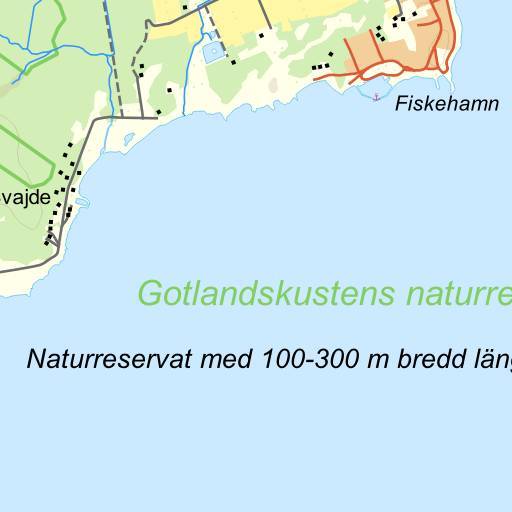 Fiskehamn
vajde
Gotlandskustens naturre
Naturreservat med 100-300 m bredd läng